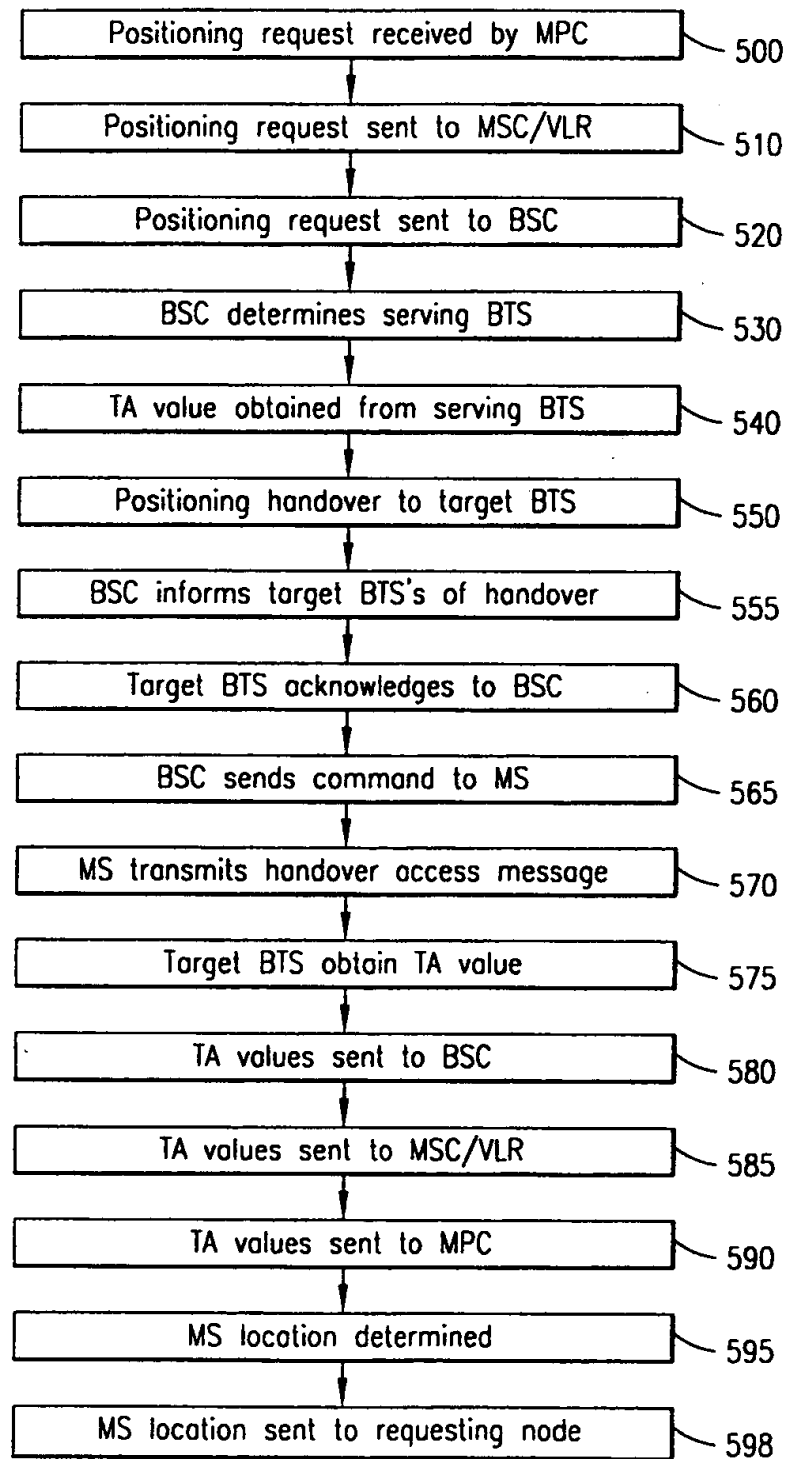 Positioning request received by MPC
500
Positioning request sent to MSC/VLR
510
Positioning request sent to BSC
520
BSC determines serving BTS
530
TA value obtained from serving BTS
540
Positioning handover to target BTS
550
BSC informs target BTS's of handover
555
Target BTS acknowledges to BSC
560
BSC sends command to MS
565
MS transmits handover access message
570
Target BTS obtain TA value
575
TA values sent to BSC
580
TA values sent to MSC/VLR
585
TA values sent to MPC
590
MS location determined
595
MS location sent to requesting node
598